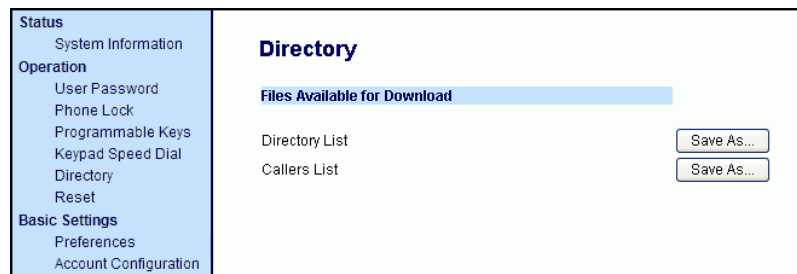 Status
System Information
Operation
User Password
Phone Lock
Programmable Keys
Keypad Speed Dial
Directory
Reset
Basic Settings
Preferences
Account Configuration
Directory
Files Available for Download
Directory List
Save As...
Callers List
Save As...